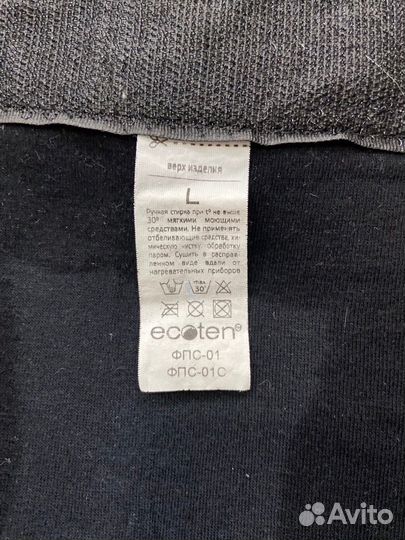 верх изделия
L
Ручная стирка при t° не выше
30° мягкими моющими
средствами. Не применять
отбеливающие средства, хи-
мическую чистку, обработку
паром. Сушить в расправ-
ленном виде вдали от
нагревательных приборов
30°
ecoten
ФПС-01
ФПС-01С
Avito